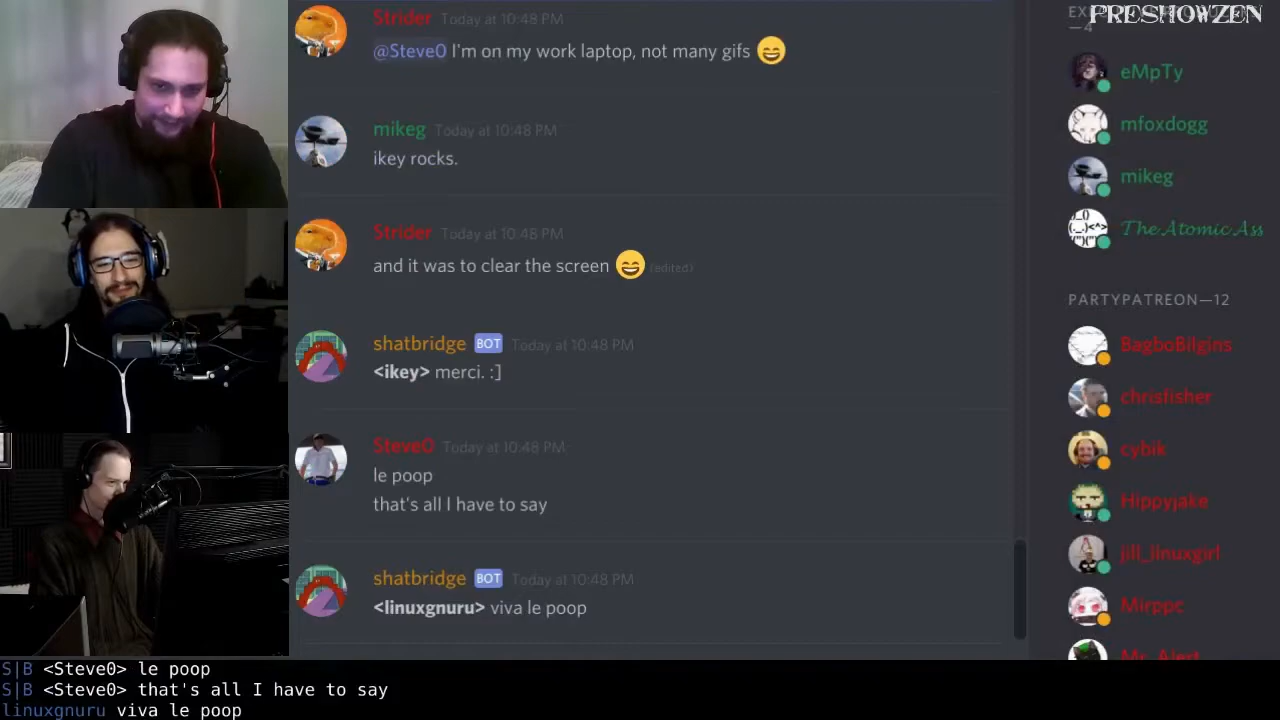 Strider Today at 10:48 PM
@Steve0 I'm on my work laptop, not many gifs
mikeg Today at 10:48 PM
ikey rocks.
Strider Today at 10:48 PM
and it was to clear the screen (edited)
shatbridge BOT Today at 10:48 PM
<ikey> merci. :]
Steve0 Today at 10:48 PM
le poop
that's all I have to say
shatbridge BOT Today at 10:48 PM
<linuxgnuru> viva le poop
PRESHOWZEN
—4
eMpTy
mfoxdogg
mikeg
The Atomic Ass
PARTYPATREON—12
BagboBilgins
chrisfisher
cybik
Hippyjake
jill_linuxgirl
Mirppc
Mr_Alert
S|B <Steve0> le poop
S|B <Steve0> that's all I have to say
linuxgnuru viva le poop